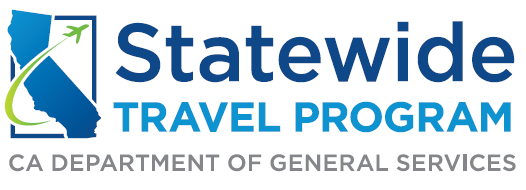 Statewide
TRAVEL PROGRAM
CA DEPARTMENT OF GENERAL SERVICES